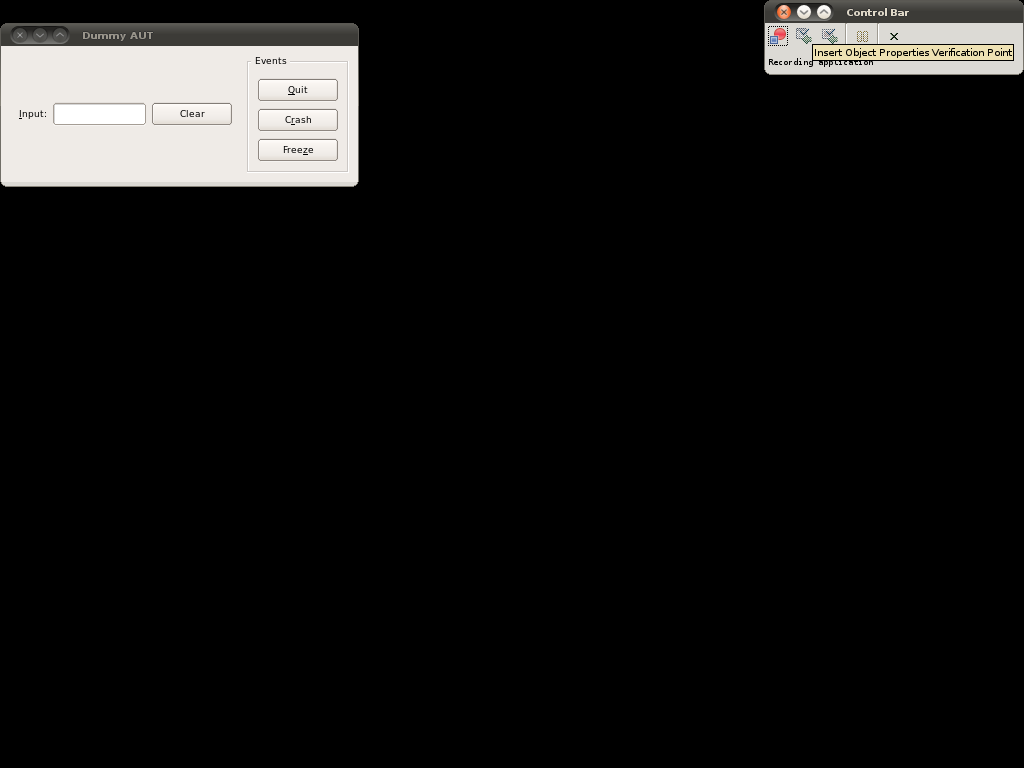 Control Bar
Dummy AUT
Insert Object Properties Verification Point
Recording application
Events
Quit
Input:
Clear
Crash
Freeze